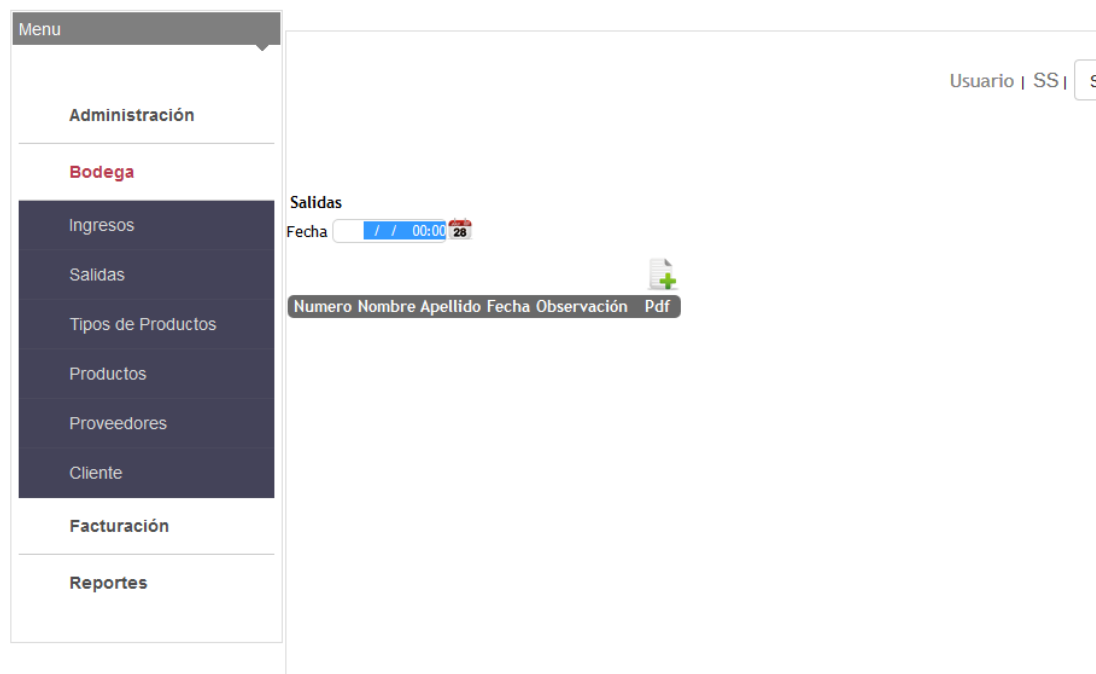 Menu
Usuario | SS |
Administración
Bodega
Ingresos
Salidas
Tipos de Productos
Productos
Proveedores
Cliente
Facturación
Reportes
Salidas
Fecha / / 00:00 28
Numero Nombre Apellido Fecha Observación Pdf